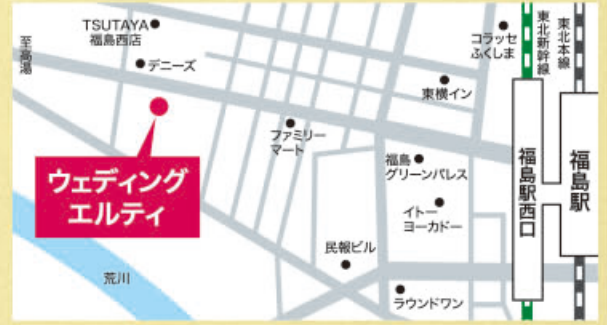 TSUTAYA
福島西店
至高湯
デニーズ
コラッセ
ふくしま
東北新幹線
東北本線
東横イン
ファミリー
マート
福島
グリーンパレス
福島駅西口
福島駅
ウェディング
エルティ
イトー
ヨーカドー
民報ビル
荒川
ラウンドワン